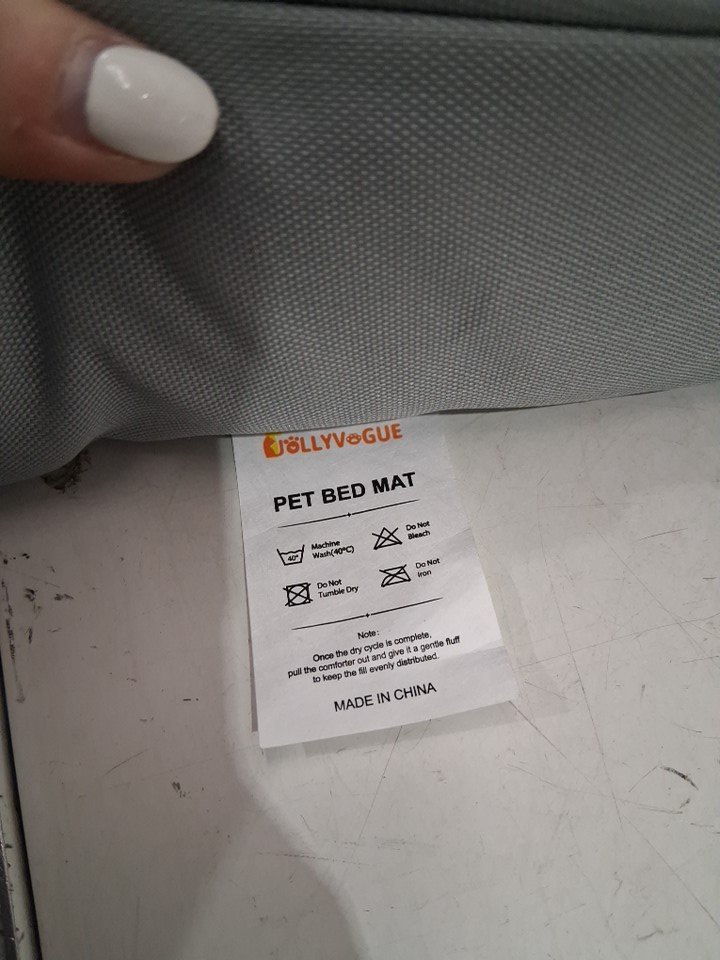 JOLLYVOGUE
PET BED MAT
40°
Machine
Wash(40°C)
Do Not
Bleach
Do Not
Tumble Dry
Do Not
Iron
Note:
Once the dry cycle is complete,
pull the comforter out and give it a gentle fluff
to keep the fill evenly distributed.
MADE IN CHINA